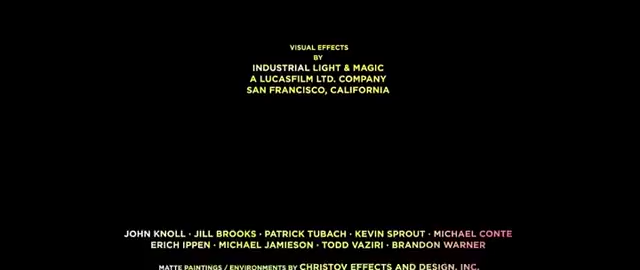 VISUAL EFFECTS
BY
INDUSTRIAL LIGHT & MAGIC
A LUCASFILM LTD. COMPANY
SAN FRANCISCO, CALIFORNIA
JOHN KNOLL · JILL BROOKS · PATRICK TUBACH · KEVIN SPROUT · MICHAEL CONTE
ERICH IPPEN · MICHAEL JAMIESON · TODD VAZIRI · BRANDON WARNER
MATTE PAINTINGS / ENVIRONMENTS BY CHRISTOV EFFECTS AND DESIGN, INC.